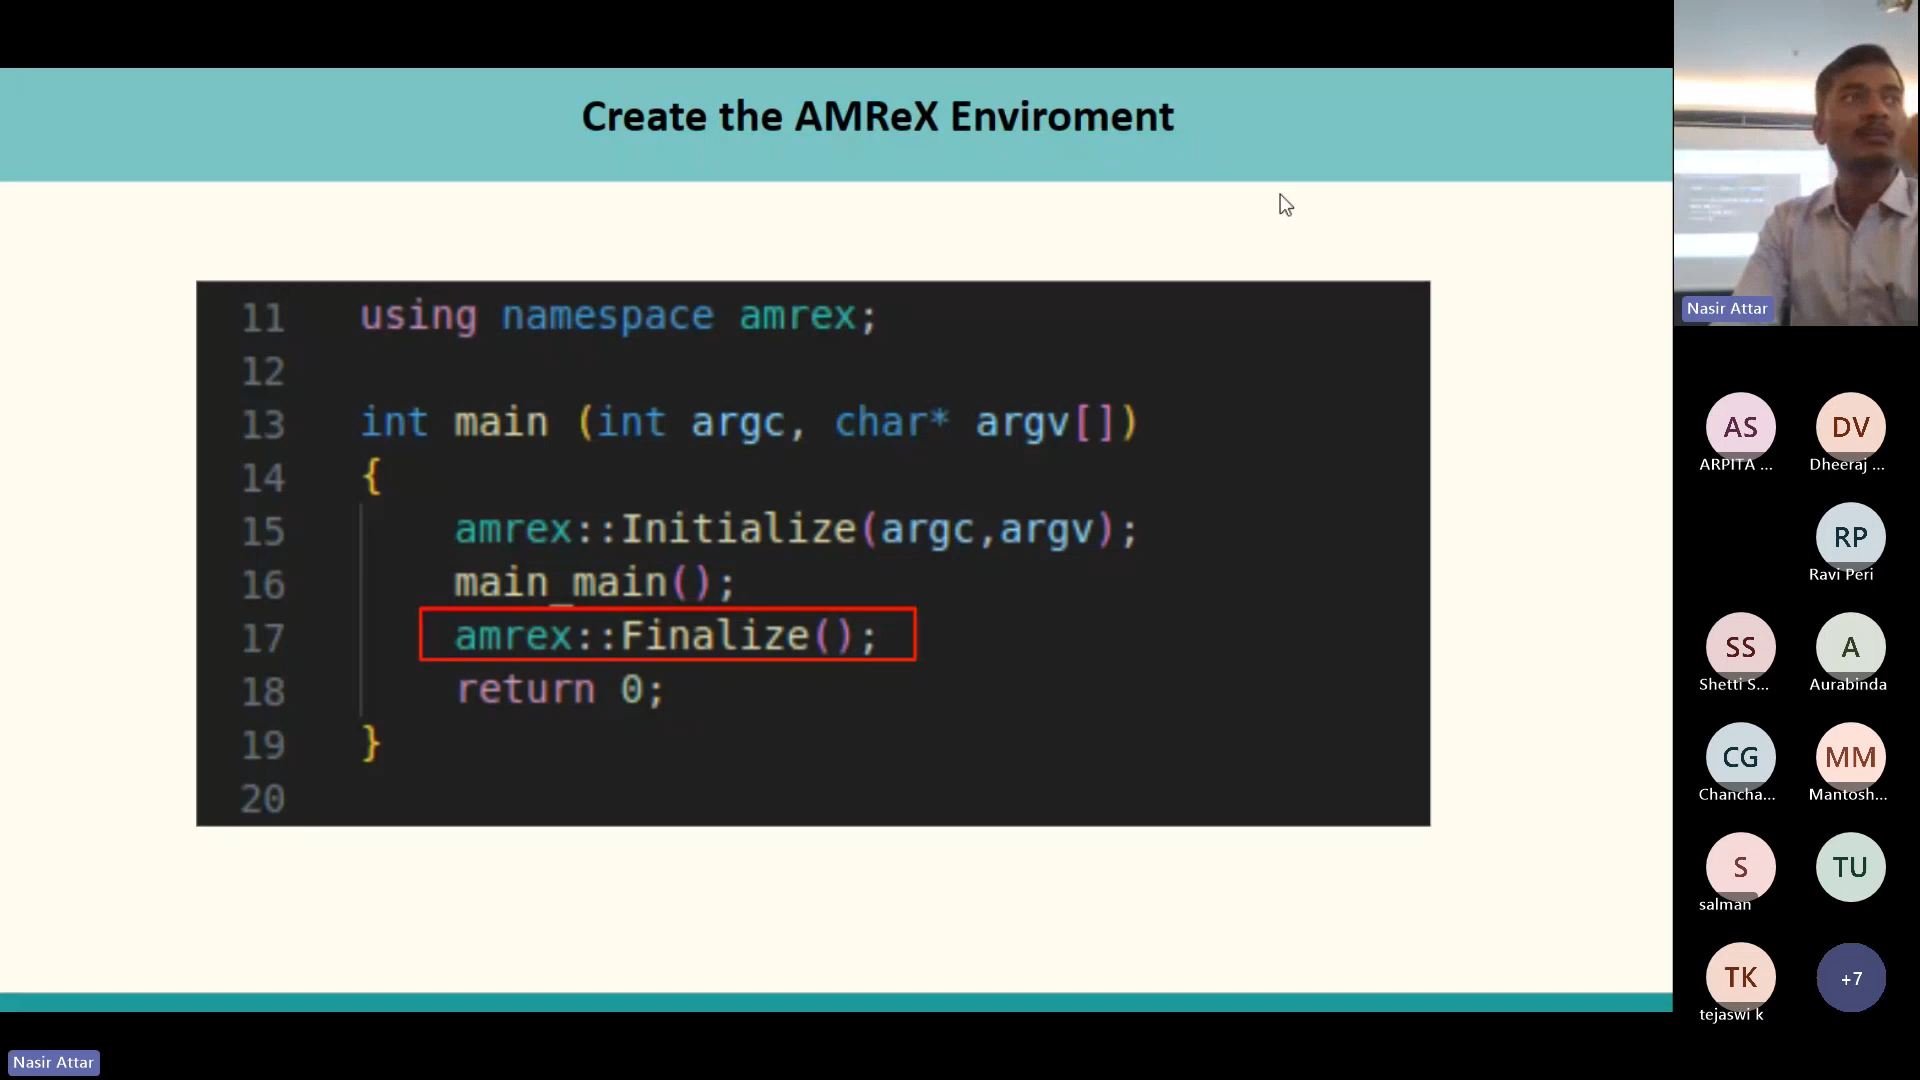 Create the AMReX Enviroment
11 using namespace amrex;
12
13 int main (int argc, char* argv[])
14 {
15 amrex::Initialize(argc,argv);
16 main_main();
17 amrex::Finalize();
18 return 0;
19 }
20
Nasir Attar
AS DV
ARPITA ... Dheeraj ...
RP
Ravi Peri
SS A
Shetti S... Aurabinda
CG MM
Chancha... Mantosh...
S TU
salman
TK +7
tejaswi k
Nasir Attar